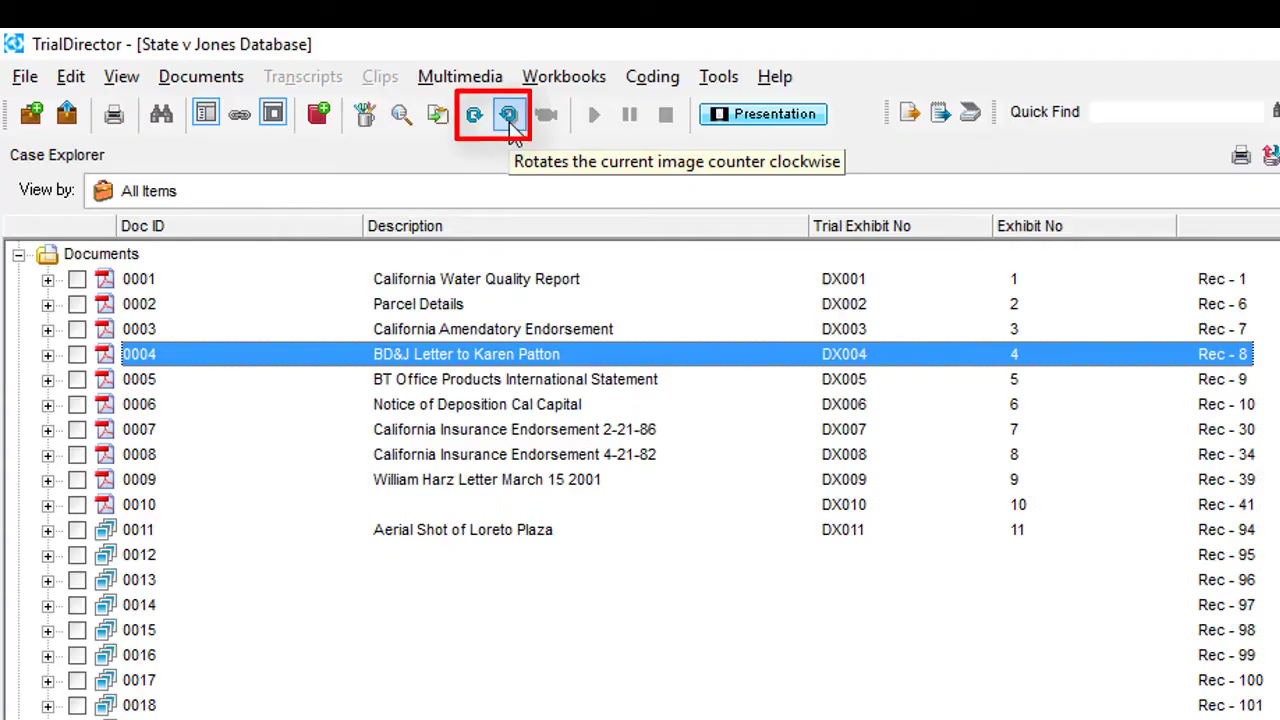 TrialDirector - [State v Jones Database]
File Edit View Documents Transcripts Clips Multimedia Workbooks Coding Tools Help
Presentation Quick Find
Case Explorer
Rotates the current image counter clockwise
View by: All Items
Doc ID Description Trial Exhibit No Exhibit No
Documents
0001 California Water Quality Report DX001 1 Rec - 1
0002 Parcel Details DX002 2 Rec - 6
0003 California Amendatory Endorsement DX003 3 Rec - 7
0004 BD&J Letter to Karen Patton DX004 4 Rec - 8
0005 BT Office Products International Statement DX005 5 Rec - 9
0006 Notice of Deposition Cal Capital DX006 6 Rec - 10
0007 California Insurance Endorsement 2-21-86 DX007 7 Rec - 30
0008 California Insurance Endorsement 4-21-82 DX008 8 Rec - 34
0009 William Harz Letter March 15 2001 DX009 9 Rec - 39
0010 DX010 10 Rec - 41
0011 Aerial Shot of Loreto Plaza DX011 11 Rec - 94
0012 Rec - 95
0013 Rec - 96
0014 Rec - 97
0015 Rec - 98
0016 Rec - 99
0017 Rec - 100
0018 Rec - 101